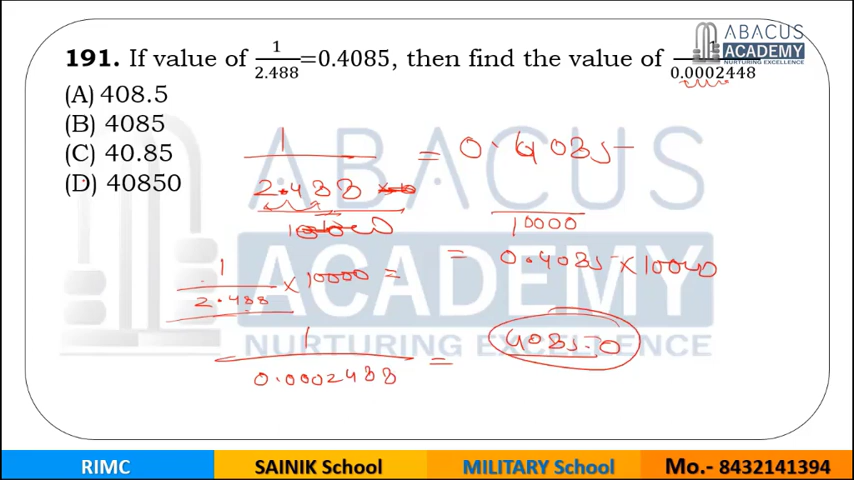 ABACUS
ACADEMY
NURTURING EXCELLENCE
191. If value of 1/2.488=0.4085, then find the value of 1/0.0002448
(A) 408.5
(B) 4085
(C) 40.85
(D) 40850
ABACUS
ACADEMY
NURTURING EXCELLENCE
1
= 0.4085
2.488
10000
= 0.4085 × 10000
1
2.488
× 10000 =
1
0.0002488
= 4085.0
RIMC
SAINIK School
MILITARY School
Mo.- 8432141394